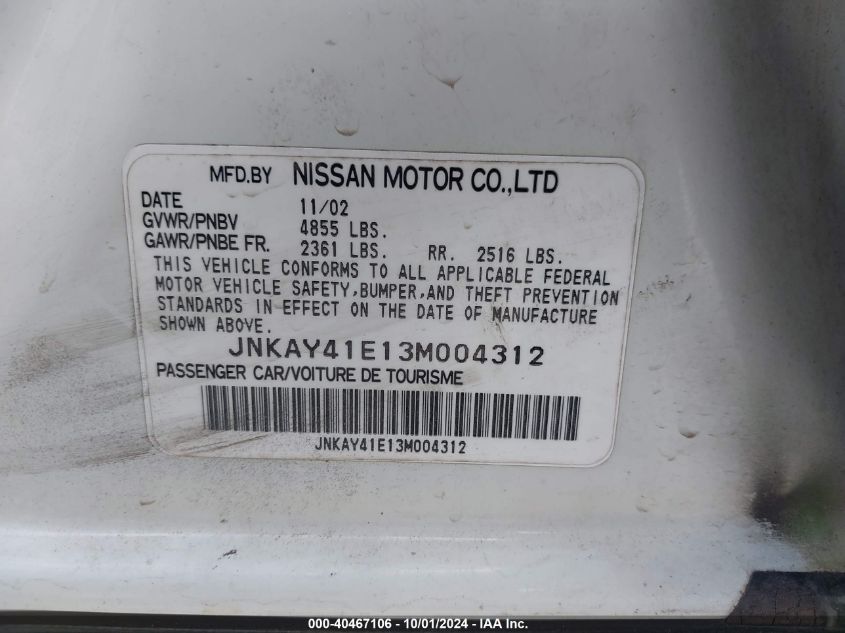 MFD.BY NISSAN MOTOR CO.,LTD
DATE 11/02
GVWR/PNBV 4855 LBS.
GAWR/PNBE FR. 2361 LBS. RR. 2516 LBS.
THIS VEHICLE CONFORMS TO ALL APPLICABLE FEDERAL
MOTOR VEHICLE SAFETY,BUMPER,AND THEFT PREVENTION
STANDARDS IN EFFECT ON THE DATE OF MANUFACTURE
SHOWN ABOVE.
JNKAY41E13M004312
PASSENGER CAR/VOITURE DE TOURISME
JNKAY41E13M004312
000-40467106 - 10/01/2024 - IAA Inc.